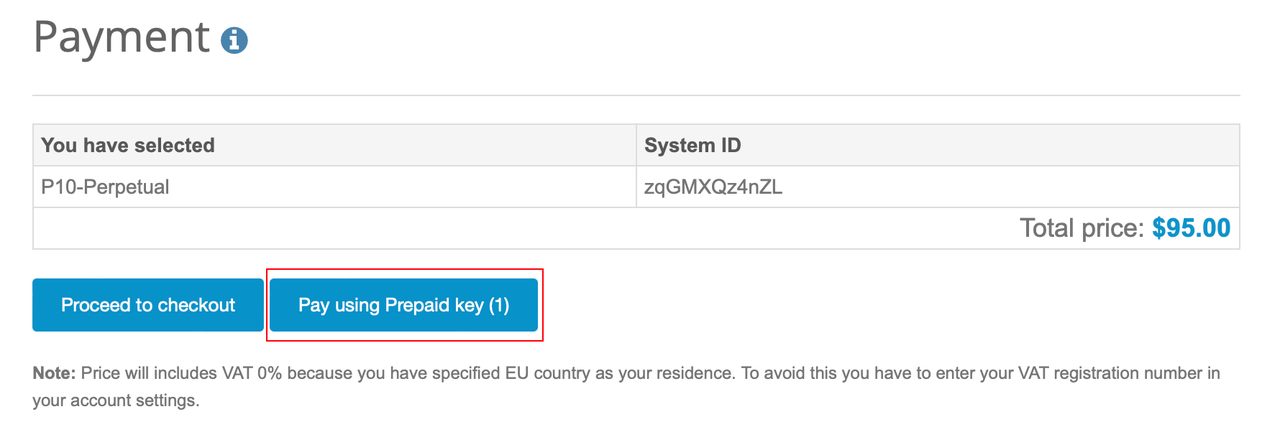 Payment
You have selected
System ID
P10-Perpetual
zqGMXQz4nZL
Total price: $95.00
Proceed to checkout
Pay using Prepaid key (1)
Note: Price will includes VAT 0% because you have specified EU country as your residence. To avoid this you have to enter your VAT registration number in
your account settings.